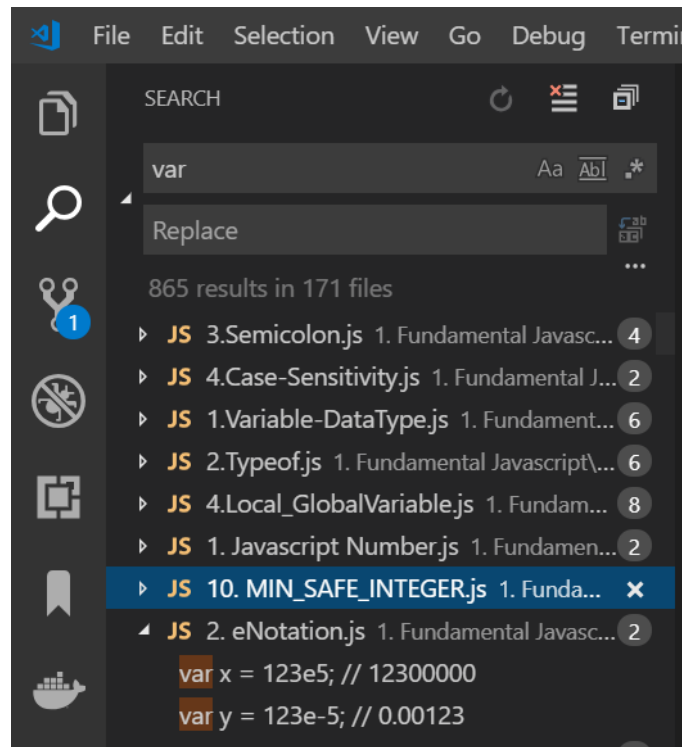 File Edit Selection View Go Debug Termi
SEARCH
var Aa Abl .*
Replace
865 results in 171 files
1
JS 3.Semicolon.js 1. Fundamental Javasc... 4
JS 4.Case-Sensitivity.js 1. Fundamental J... 2
JS 1.Variable-DataType.js 1. Fundament... 6
JS 2.Typeof.js 1. Fundamental Javascript\... 6
JS 4.Local_GlobalVariable.js 1. Fundam... 8
JS 1. Javascript Number.js 1. Fundamen... 2
JS 10. MIN_SAFE_INTEGER.js 1. Funda...
JS 2. eNotation.js 1. Fundamental Javasc... 2
var x = 123e5; // 12300000
var y = 123e-5; // 0.00123